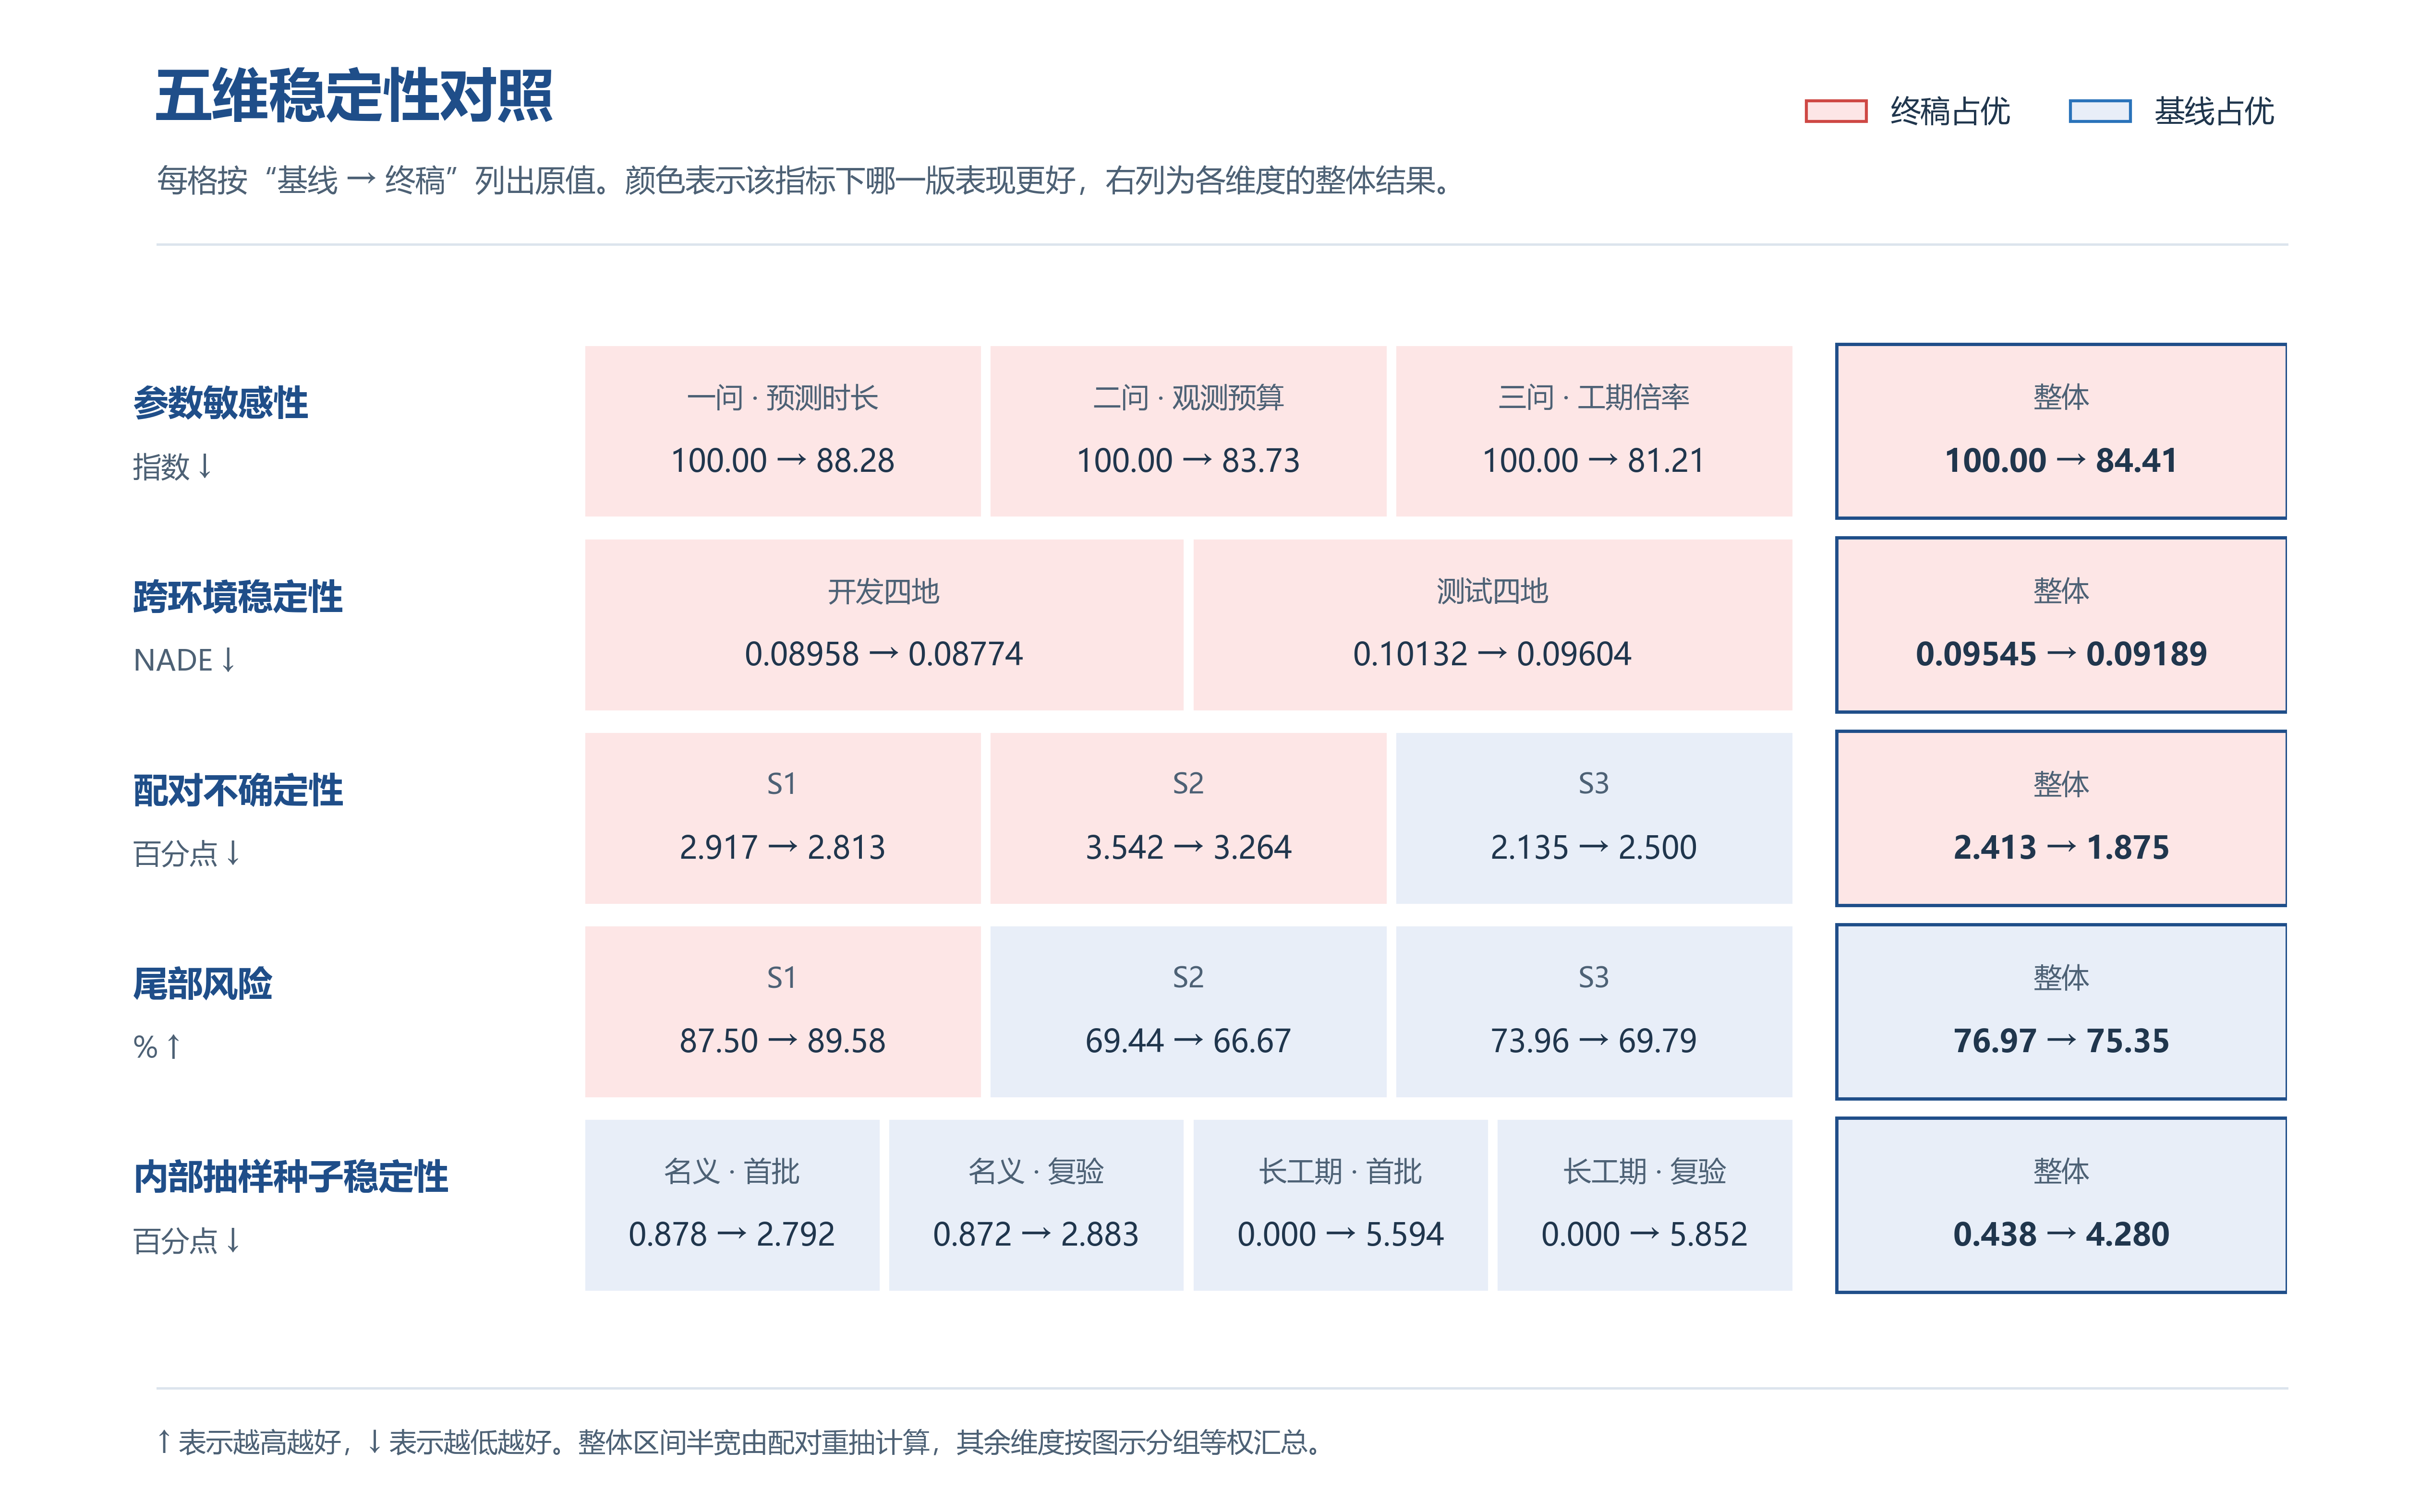 五维稳定性对照
终稿占优 基线占优
每格按“基线 → 终稿”列出原值。颜色表示该指标下哪一版表现更好，右列为各维度的整体结果。
参数敏感性
指数 ↓
一问 · 预测时长
100.00 → 88.28
二问 · 观测预算
100.00 → 83.73
三问 · 工期倍率
100.00 → 81.21
整体
100.00 → 84.41
跨环境稳定性
NADE ↓
开发四地
0.08958 → 0.08774
测试四地
0.10132 → 0.09604
整体
0.09545 → 0.09189
配对不确定性
百分点 ↓
S1
2.917 → 2.813
S2
3.542 → 3.264
S3
2.135 → 2.500
整体
2.413 → 1.875
尾部风险
% ↑
S1
87.50 → 89.58
S2
69.44 → 66.67
S3
73.96 → 69.79
整体
76.97 → 75.35
内部抽样种子稳定性
百分点 ↓
名义 · 首批
0.878 → 2.792
名义 · 复验
0.872 → 2.883
长工期 · 首批
0.000 → 5.594
长工期 · 复验
0.000 → 5.852
整体
0.438 → 4.280
↑ 表示越高越好，↓ 表示越低越好。整体区间半宽由配对重抽计算，其余维度按图示分组等权汇总。